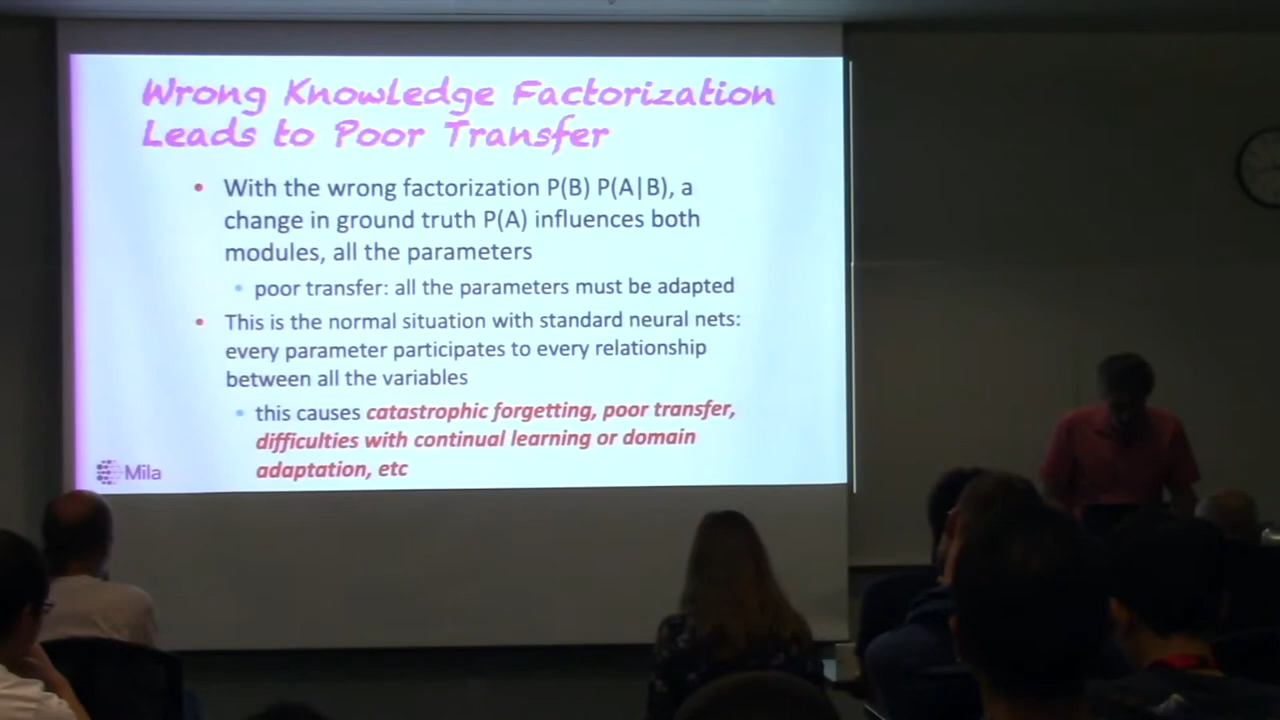 Wrong Knowledge Factorization
Leads to Poor Transfer
• With the wrong factorization P(B) P(A|B), a
change in ground truth P(A) influences both
modules, all the parameters
• poor transfer: all the parameters must be adapted
• This is the normal situation with standard neural nets:
every parameter participates to every relationship
between all the variables
• this causes catastrophic forgetting, poor transfer,
difficulties with continual learning or domain
adaptation, etc
Mila